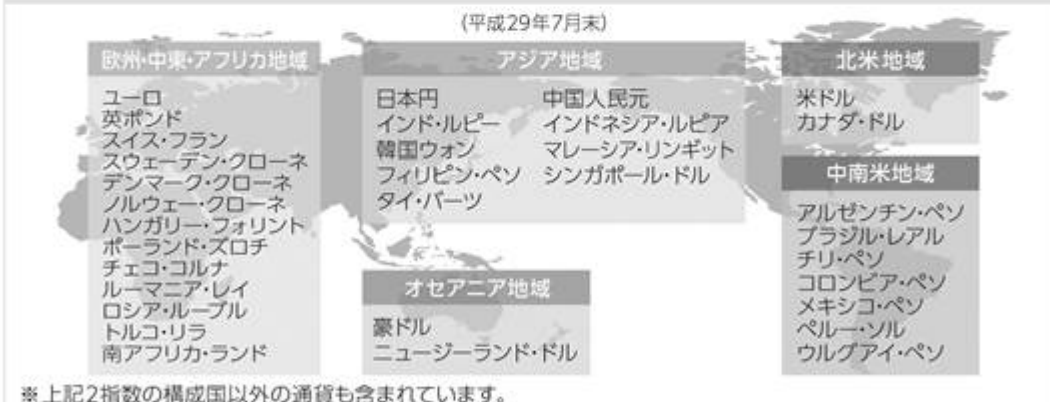 (平成29年7月末)
欧州・中東・アフリカ地域
ユーロ
英ポンド
スイス・フラン
スウェーデン・クローネ
デンマーク・クローネ
ノルウェー・クローネ
ハンガリー・フォリント
ポーランド・ズロチ
チェコ・コルナ
ルーマニア・レイ
ロシア・ルーブル
トルコ・リラ
南アフリカ・ランド
アジア地域
日本円 中国人民元
インド・ルピー インドネシア・ルピア
韓国ウォン マレーシア・リンギット
フィリピン・ペソ シンガポール・ドル
タイ・バーツ
オセアニア地域
豪ドル
ニュージーランド・ドル
北米地域
米ドル
カナダ・ドル
中南米地域
アルゼンチン・ペソ
ブラジル・レアル
チリ・ペソ
コロンビア・ペソ
メキシコ・ペソ
ペルー・ソル
ウルグアイ・ペソ
※上記2指数の構成国以外の通貨も含まれています。